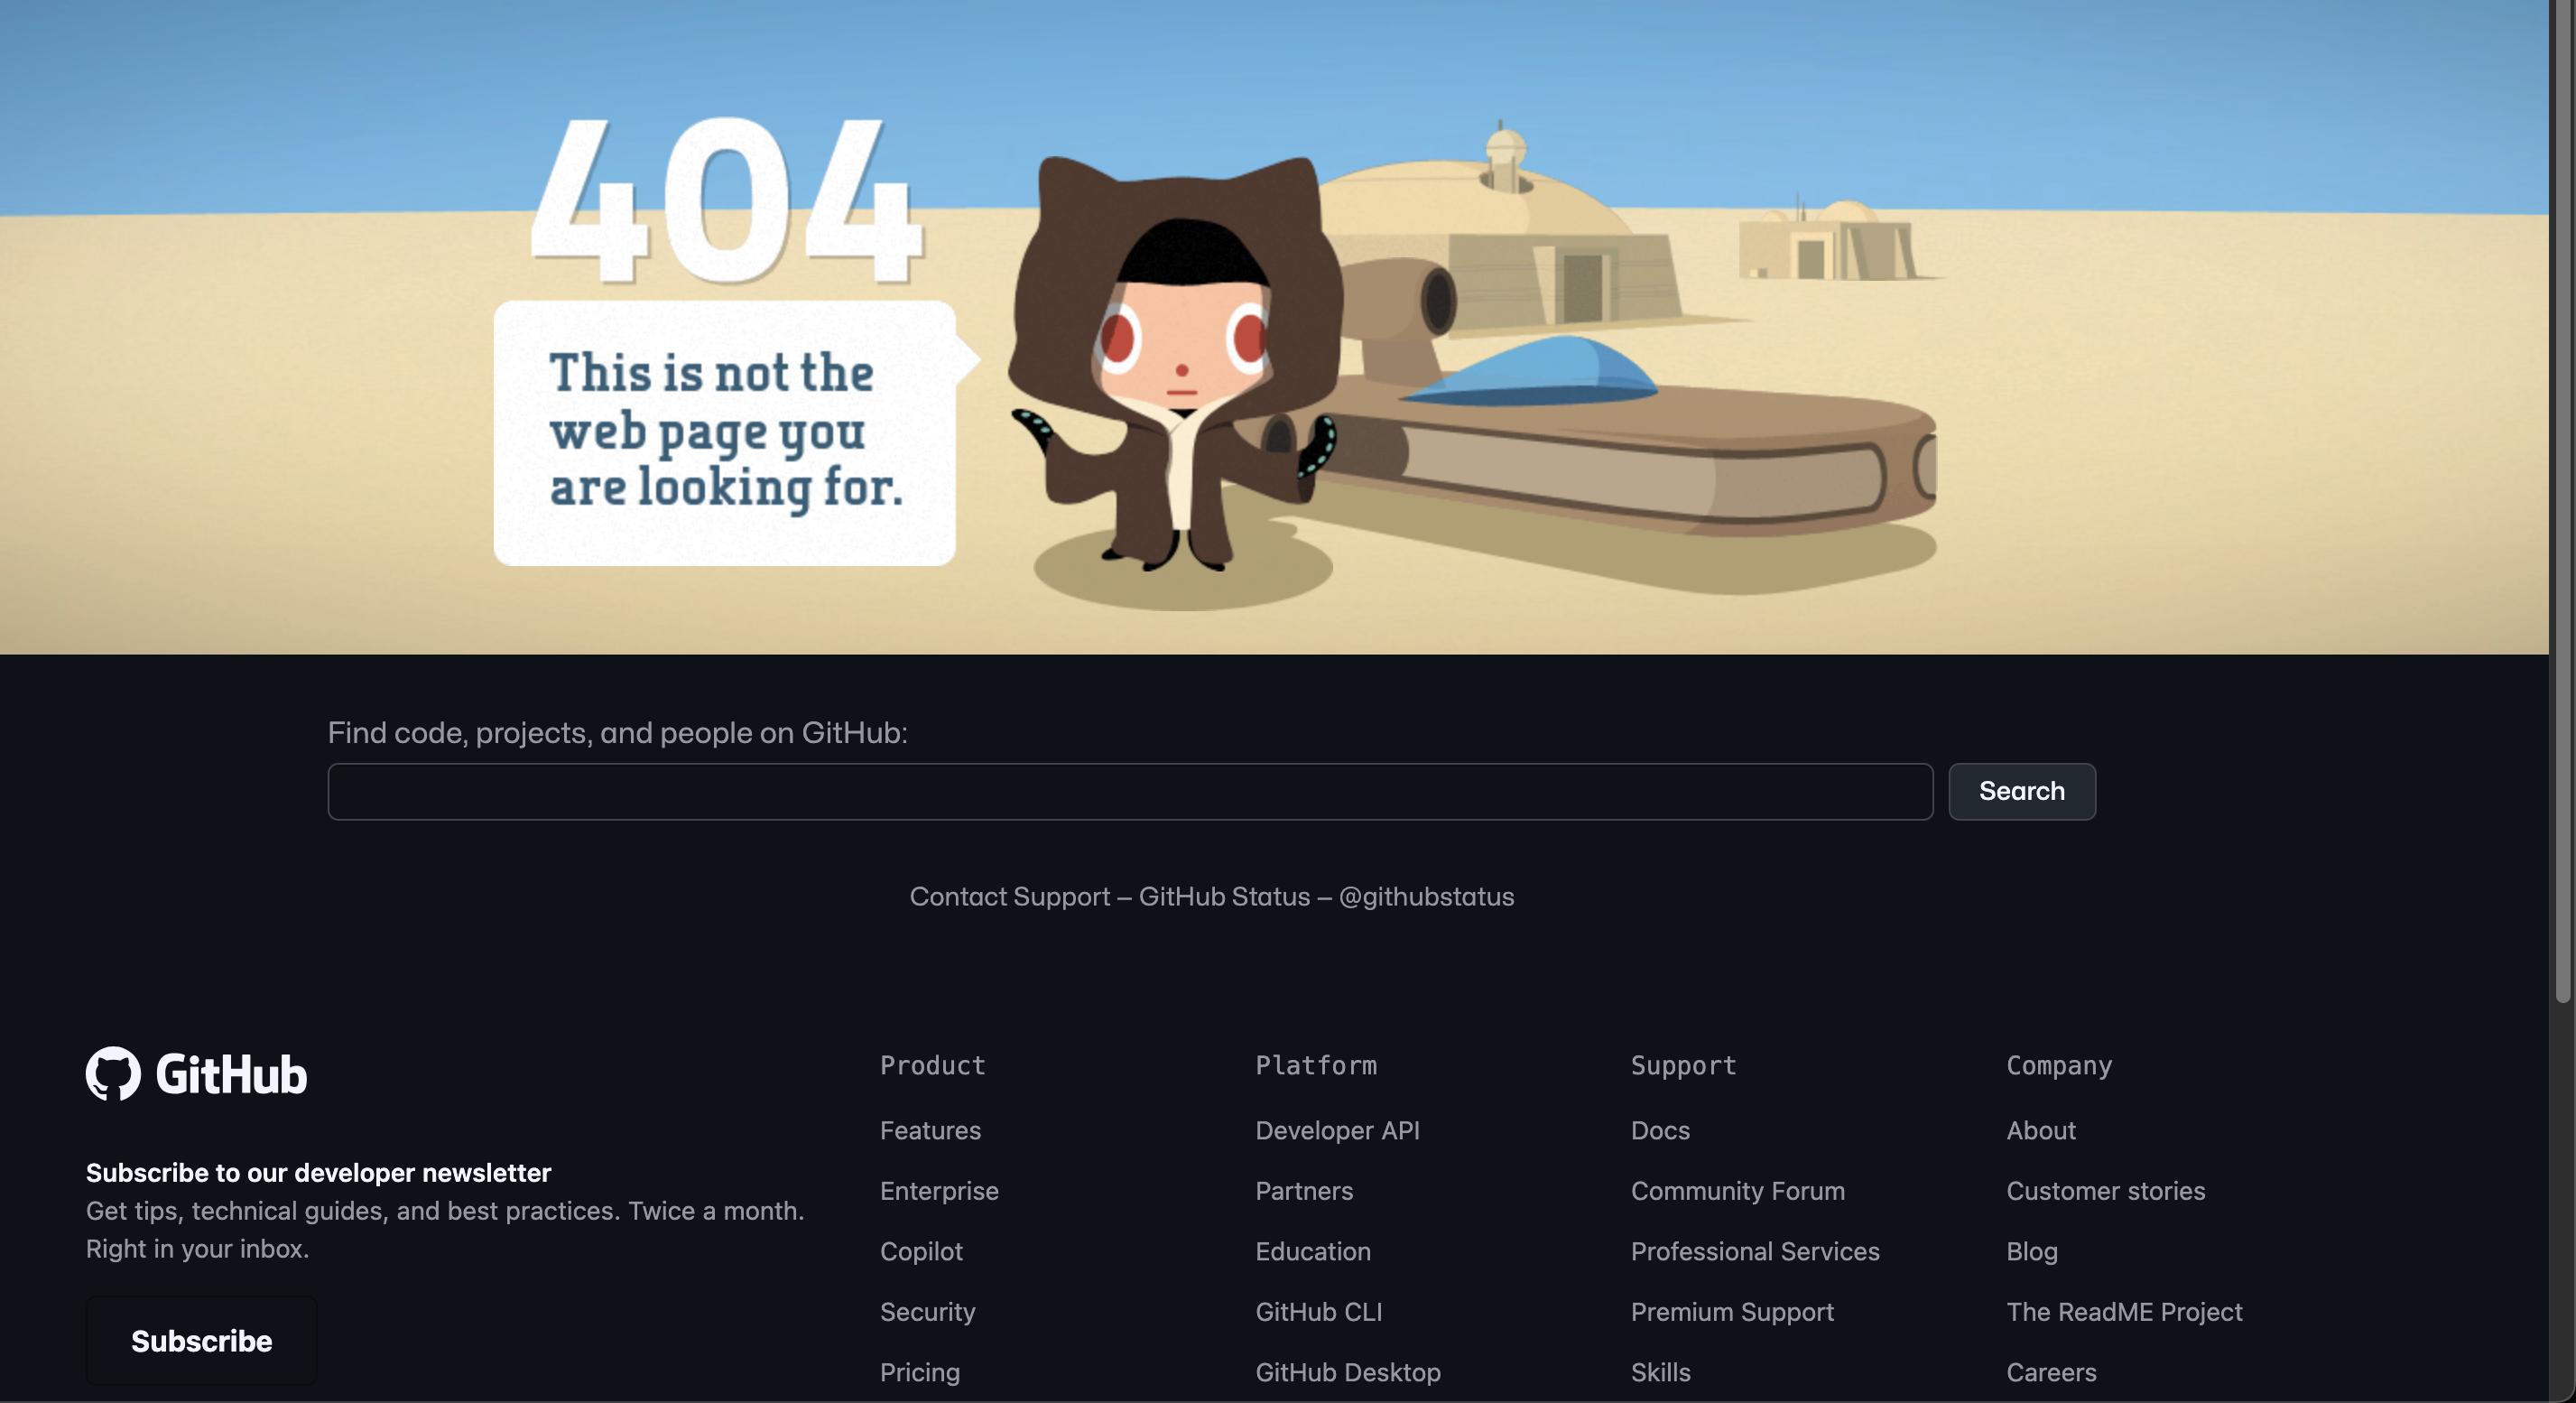 404
This is not the
web page you
are looking for.
Find code, projects, and people on GitHub:
Search
Contact Support — GitHub Status — @githubstatus
GitHub
Subscribe to our developer newsletter
Get tips, technical guides, and best practices. Twice a month.
Right in your inbox.
Subscribe
Product
Features
Enterprise
Copilot
Security
Pricing
Platform
Developer API
Partners
Education
GitHub CLI
GitHub Desktop
Support
Docs
Community Forum
Professional Services
Premium Support
Skills
Company
About
Customer stories
Blog
The ReadME Project
Careers